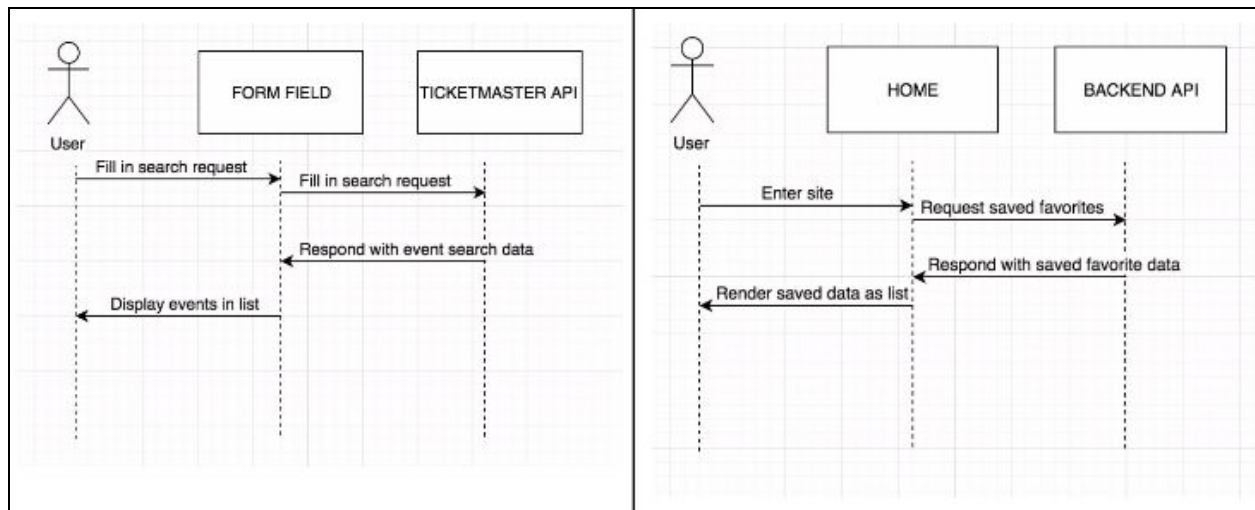 FORM FIELD
TICKETMASTER API
User
Fill in search request
Fill in search request
Respond with event search data
Display events in list
HOME
BACKEND API
User
Enter site
Request saved favorites
Respond with saved favorite data
Render saved data as list